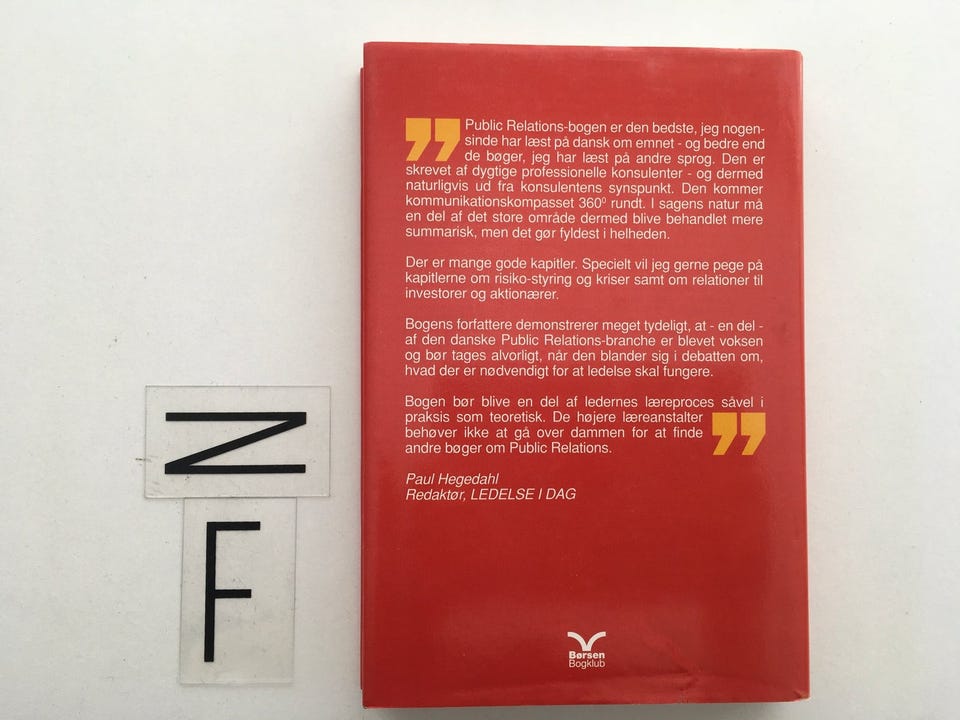 Public Relations-bogen er den bedste, jeg nogen-
sinde har læst på dansk om emnet - og bedre end
de bøger, jeg har læst på andre sprog. Den er
skrevet af dygtige professionelle konsulenter - og dermed
naturligvis ud fra konsulentens synspunkt. Den kommer
kommunikationskompasset 360⁰ rundt. I sagens natur må
en del af det store område dermed blive behandlet mere
summarisk, men det gør fyldest i helheden.
Der er mange gode kapitler. Specielt vil jeg gerne pege på
kapitlerne om risiko-styring og kriser samt om relationer til
investorer og aktionærer.
Bogens forfattere demonstrerer meget tydeligt, at - en del -
af den danske Public Relations-branche er blevet voksen
og bør tages alvorligt, når den blander sig i debatten om,
hvad der er nødvendigt for at ledelse skal fungere.
Bogen bør blive en del af ledernes læreproces såvel i
praksis som teoretisk. De højere læreanstalter
behøver ikke at gå over dammen for at finde
andre bøger om Public Relations.
Paul Hegedahl
Redaktør, LEDELSE I DAG
Børsen
Bogklub
Z
F